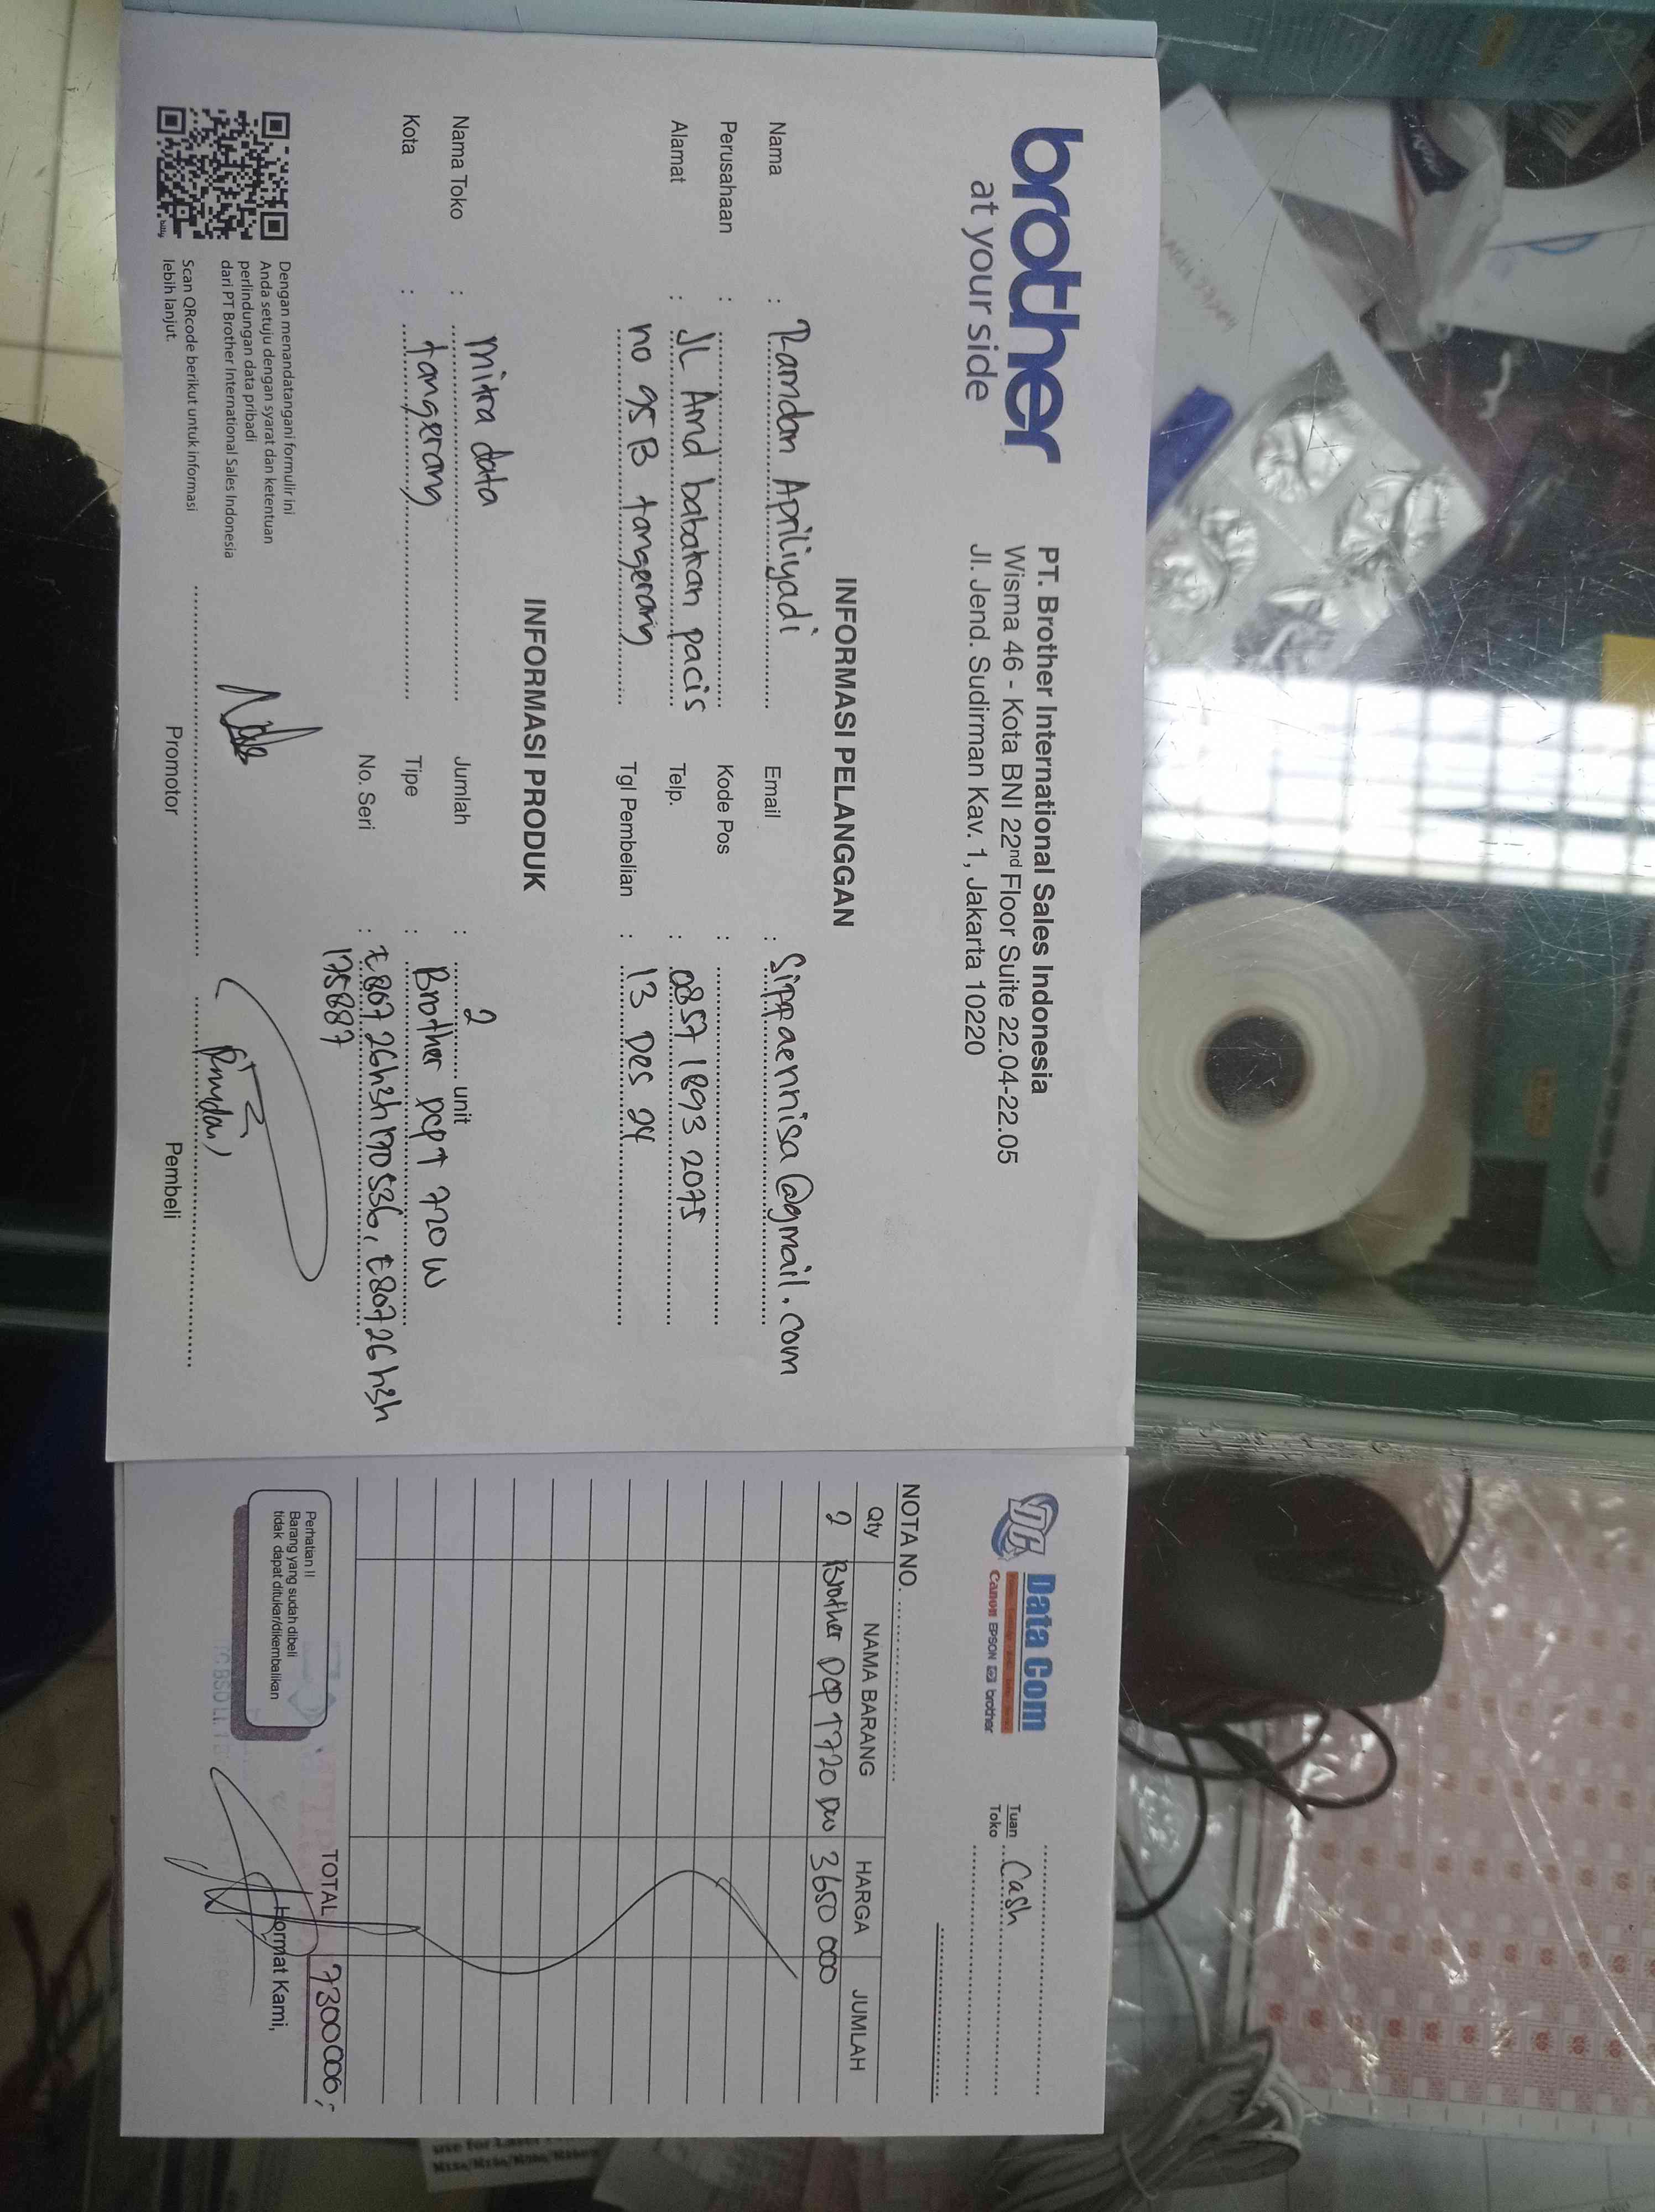 brother
at your side
PT. Brother International Sales Indonesia
Wisma 46 - Kota BNI 22nd Floor Suite 22.04-22.05
Jl. Jend. Sudirman Kav. 1, Jakarta 10220
INFORMASI PELANGGAN
Nama : Ramdan Apriliyadi
Email : Sippaennisa@gmail.com
Perusahaan :
Kode Pos :
Alamat : JL Amd babakan pacis
no 95 B tangerang
Telp. : 0857 1893 2075
Tgl Pembelian : 13 Des 24
INFORMASI PRODUK
Nama Toko : mitra data
Jumlah : 2 unit
Kota : tangerang
Tipe : Brother DCPT 720 W
No. Seri : E80726h3h170536, E80726h3h
175887
Dengan menandatangani formulir ini
Anda setuju dengan syarat dan ketentuan
perlindungan data pribadi
dari PT Brother International Sales Indonesia
Scan QRcode berikut untuk informasi
lebih lanjut.
Promotor
Pembeli
Data Com
Canon EPSON hp brother
Tuan
Toko
Cash
NOTA NO.
Qty NAMA BARANG HARGA JUMLAH
2 Brother DCP T720 DW 3650 000
TOTAL 7300000,-
Perhatian !!
Barang yang sudah dibeli
tidak dapat ditukar/dikembalikan
Hormat Kami,